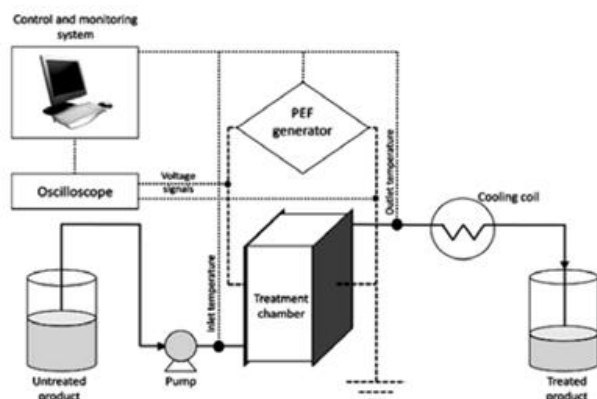 Control and monitoring
system
PEF
generator
Oscilloscope
Voltage
signals
Outlet temperature
Cooling coil
Inlet temperature
Treatment
chamber
Untreated
product
Pump
Treated
product